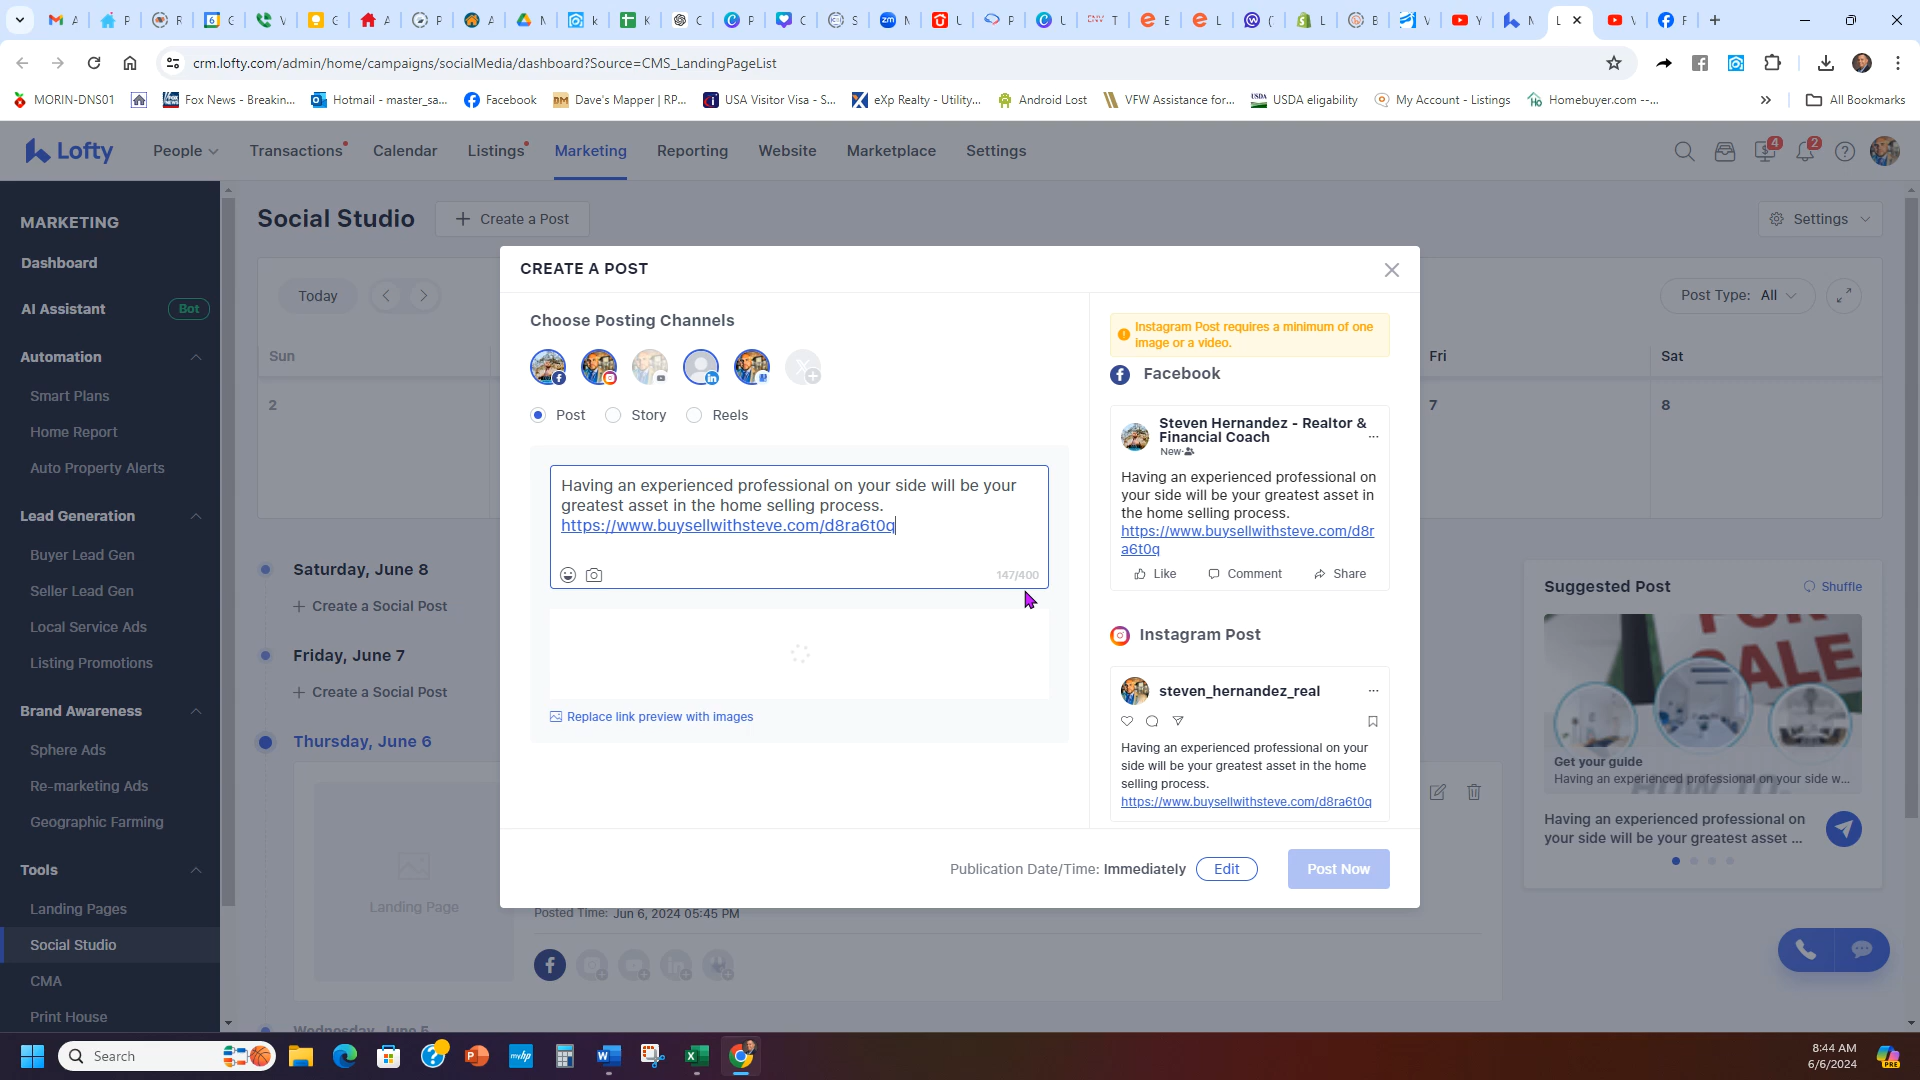 crm.lofty.com/admin/home/campaigns/socialMedia/dashboard?Source=CMS_LandingPageList
MORIN-DNS01
Fox News - Breakin...
Hotmail - master_sa...
Facebook
Dave's Mapper | RP...
USA Visitor Visa - S...
eXp Realty - Utility...
Android Lost
VFW Assistance for...
USDA eligibility
My Account - Listings
Homebuyer.com --...
All Bookmarks
Lofty
People
Transactions
Calendar
Listings
Marketing
Reporting
Website
Marketplace
Settings
4
2
MARKETING
Dashboard
AI Assistant
Bot
Automation
Smart Plans
Home Report
Auto Property Alerts
Lead Generation
Buyer Lead Gen
Seller Lead Gen
Local Service Ads
Listing Promotions
Brand Awareness
Sphere Ads
Re-marketing Ads
Geographic Farming
Tools
Landing Pages
Social Studio
CMA
Print House
Social Studio
+ Create a Post
Settings
Today
Post Type: All
Sun
Fri
Sat
2
7
8
Saturday, June 8
+ Create a Social Post
Friday, June 7
+ Create a Social Post
Thursday, June 6
Landing Page
Posted Time: Jun 6, 2024 05:45 PM
Wednesday, June 5
CREATE A POST
Choose Posting Channels
Post
Story
Reels
Having an experienced professional on your side will be your
greatest asset in the home selling process.
https://www.buysellwithsteve.com/d8ra6t0q
147/400
Replace link preview with images
Instagram Post requires a minimum of one
image or a video.
Facebook
Steven Hernandez - Realtor &
Financial Coach
New
Having an experienced professional on
your side will be your greatest asset in
the home selling process.
https://www.buysellwithsteve.com/d8r
a6t0q
Like
Comment
Share
Instagram Post
steven_hernandez_real
Having an experienced professional on your
side will be your greatest asset in the home
selling process.
https://www.buysellwithsteve.com/d8ra6t0q
Publication Date/Time: Immediately
Edit
Post Now
Suggested Post
Shuffle
FOR
SALE
Get your guide
Having an experienced professional on your side w...
HOW TO
Having an experienced professional on
your side will be your greatest asset ...
Search
8:44 AM
6/6/2024